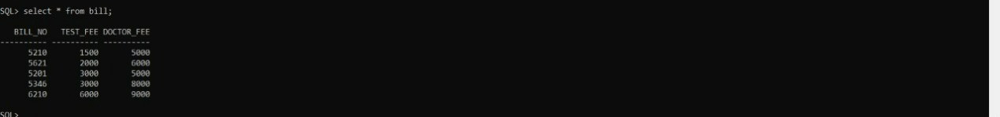 SQL> select * from bill;
BILL_NO TEST_FEE DOCTOR_FEE
---------- ---------- ----------
5210 1500 5000
5621 2000 6000
5201 3000 5000
5346 3000 8000
6210 6000 9000
SQL>